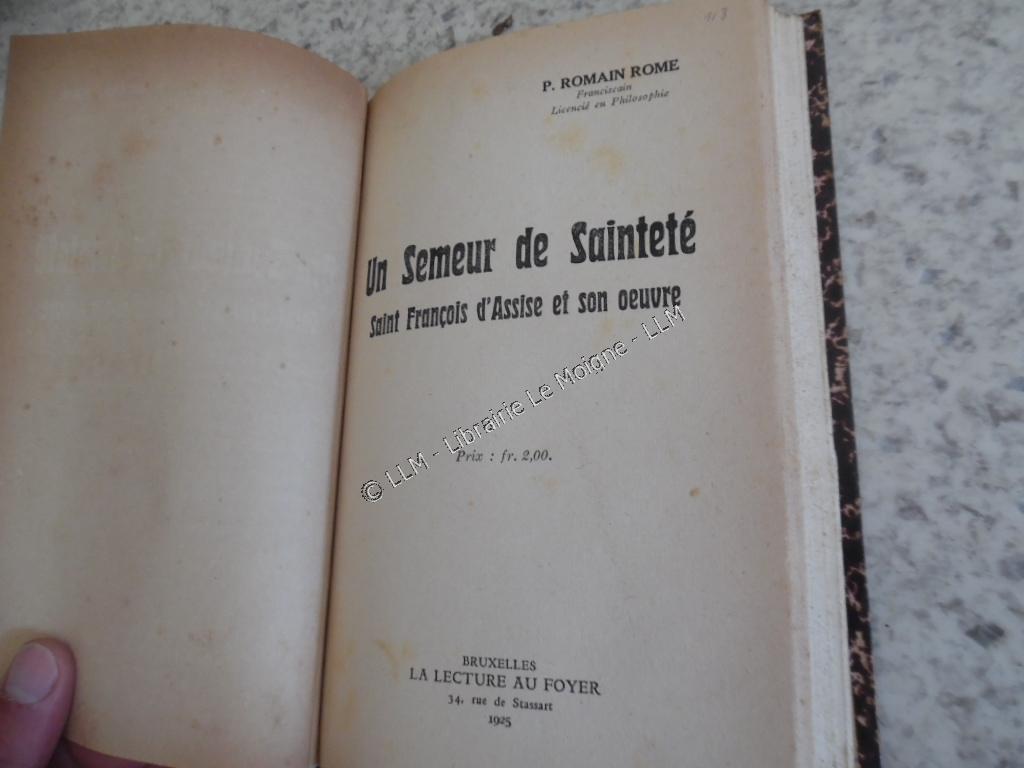 P. ROMAIN ROME
Franciscain
Licencié en Philosophie
Un Semeur de Sainteté
Saint François d'Assise et son oeuvre
© LLM - Librairie Le Moigne - LLM
Prix : fr. 2,00.
BRUXELLES
LA LECTURE AU FOYER
34, rue de Stassart
1925